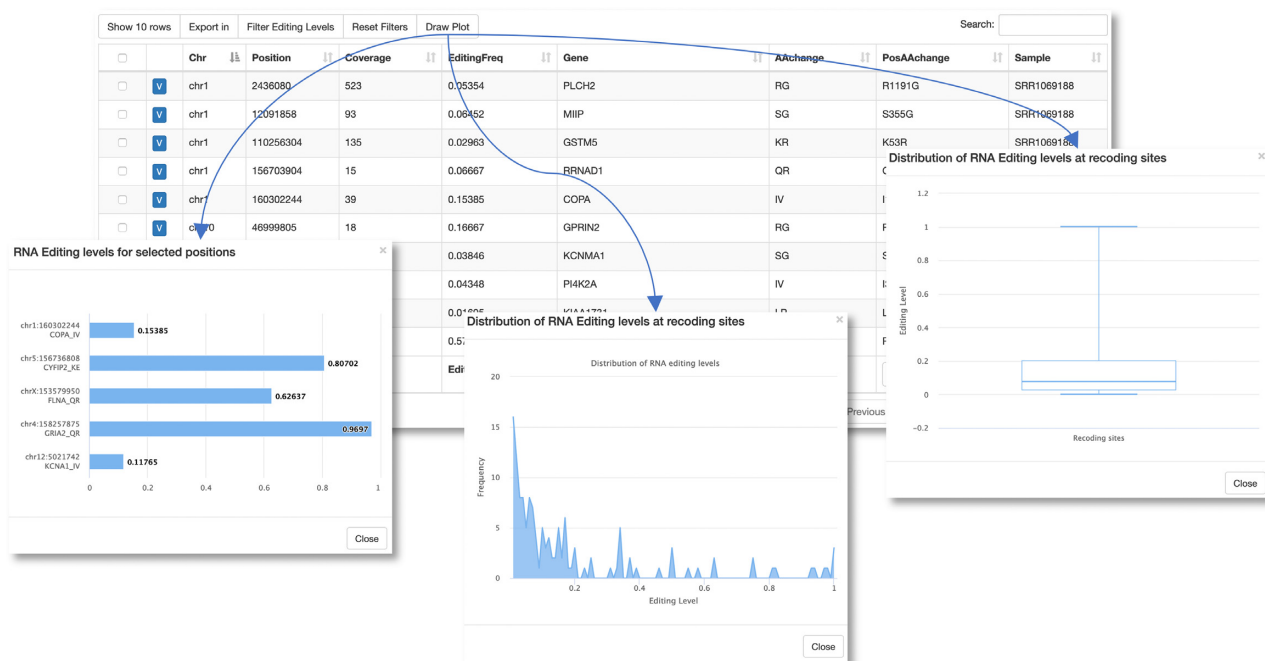 Show 10 rows Export in Filter Editing Levels Reset Filters Draw Plot Search:
Chr Position Coverage EditingFreq Gene AAchange PosAAchange Sample
V chr1 2436080 523 0.05354 PLCH2 RG R1191G SRR1069188
V chr1 12091858 93 0.06452 MIIP SG S355G SRR1069188
V chr1 110256304 135 0.02963 GSTM5 KR K53R SRR1069188
V chr1 156703904 15 0.06667 RRNAD1 QR
V chr1 160302244 39 0.15385 COPA IV
V 46999805 18 0.16667 GPRIN2 RG
0.03846 KCNMA1 SG
0.04348 PI4K2A IV
Previous
RNA Editing levels for selected positions ×
chr1:160302244
COPA_IV
0.15385
chr5:156736808
CYFIP2_KE
0.80702
chrX:153579950
FLNA_QR
0.62637
chr4:158257875
GRIA2_QR
0.9697
chr12:5021742
KCNA1_IV
0.11765
0 0.2 0.4 0.6 0.8 1
Close
Distribution of RNA Editing levels at recoding sites ×
Distribution of RNA editing levels
20
15
10
5
0
Frequency
0.2 0.4 0.6 0.8 1
Editing Level
Close
Distribution of RNA Editing levels at recoding sites ×
1.2
1
0.8
0.6
0.4
0.2
0
-0.2
Editing Level
Recoding sites
Close